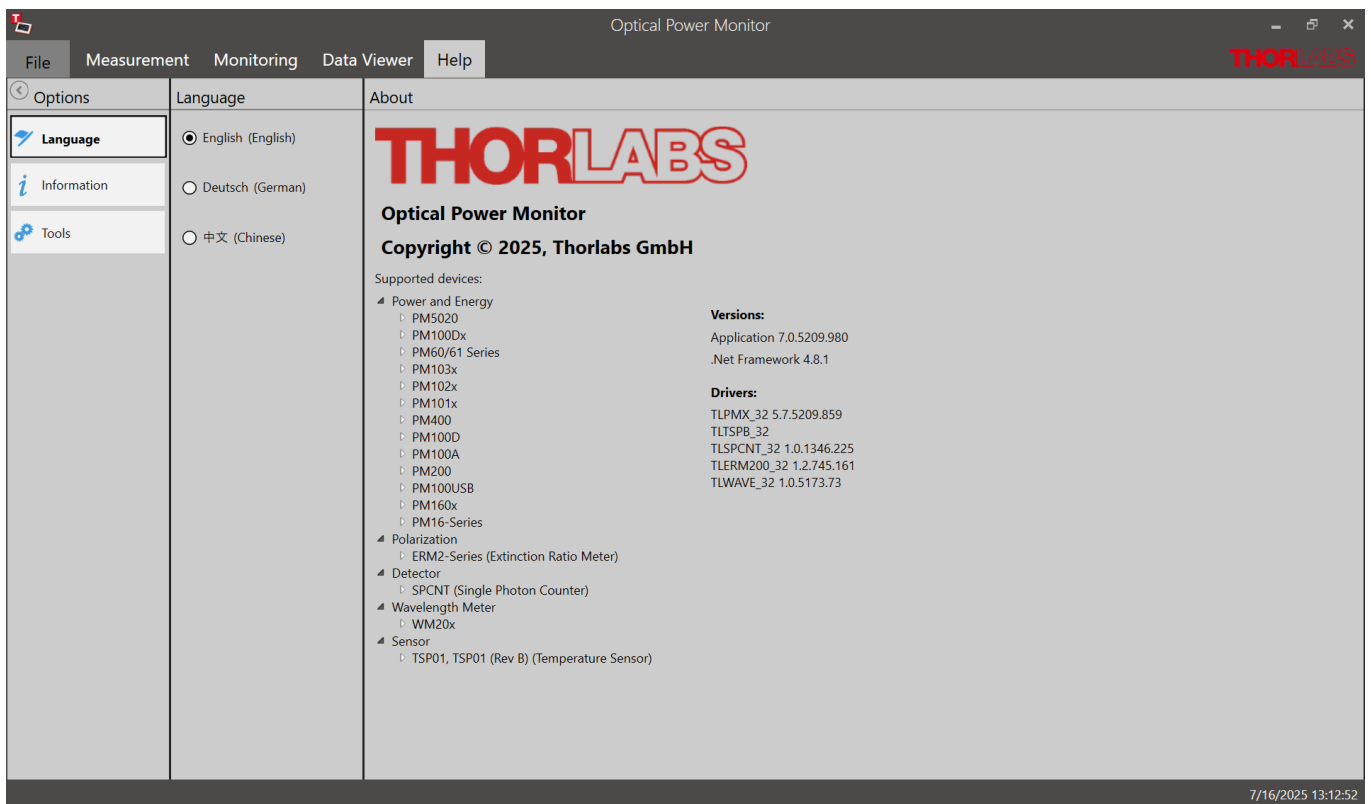 Optical Power Monitor
File Measurement Monitoring Data Viewer Help
THORLABS
Options
Language
Information
Tools
Language
English (English)
Deutsch (German)
中文 (Chinese)
About
THORLABS
Optical Power Monitor
Copyright © 2025, Thorlabs GmbH
Supported devices:
Power and Energy
PM5020
PM100Dx
PM60/61 Series
PM103x
PM102x
PM101x
PM400
PM100D
PM100A
PM200
PM100USB
PM160x
PM16-Series
Polarization
ERM2-Series (Extinction Ratio Meter)
Detector
SPCNT (Single Photon Counter)
Wavelength Meter
WM20x
Sensor
TSP01, TSP01 (Rev B) (Temperature Sensor)
Versions:
Application 7.0.5209.980
.Net Framework 4.8.1
Drivers:
TLPMX_32 5.7.5209.859
TLTSPB_32
TLSPCNT_32 1.0.1346.225
TLERM200_32 1.2.745.161
TLWAVE_32 1.0.5173.73
7/16/2025 13:12:52